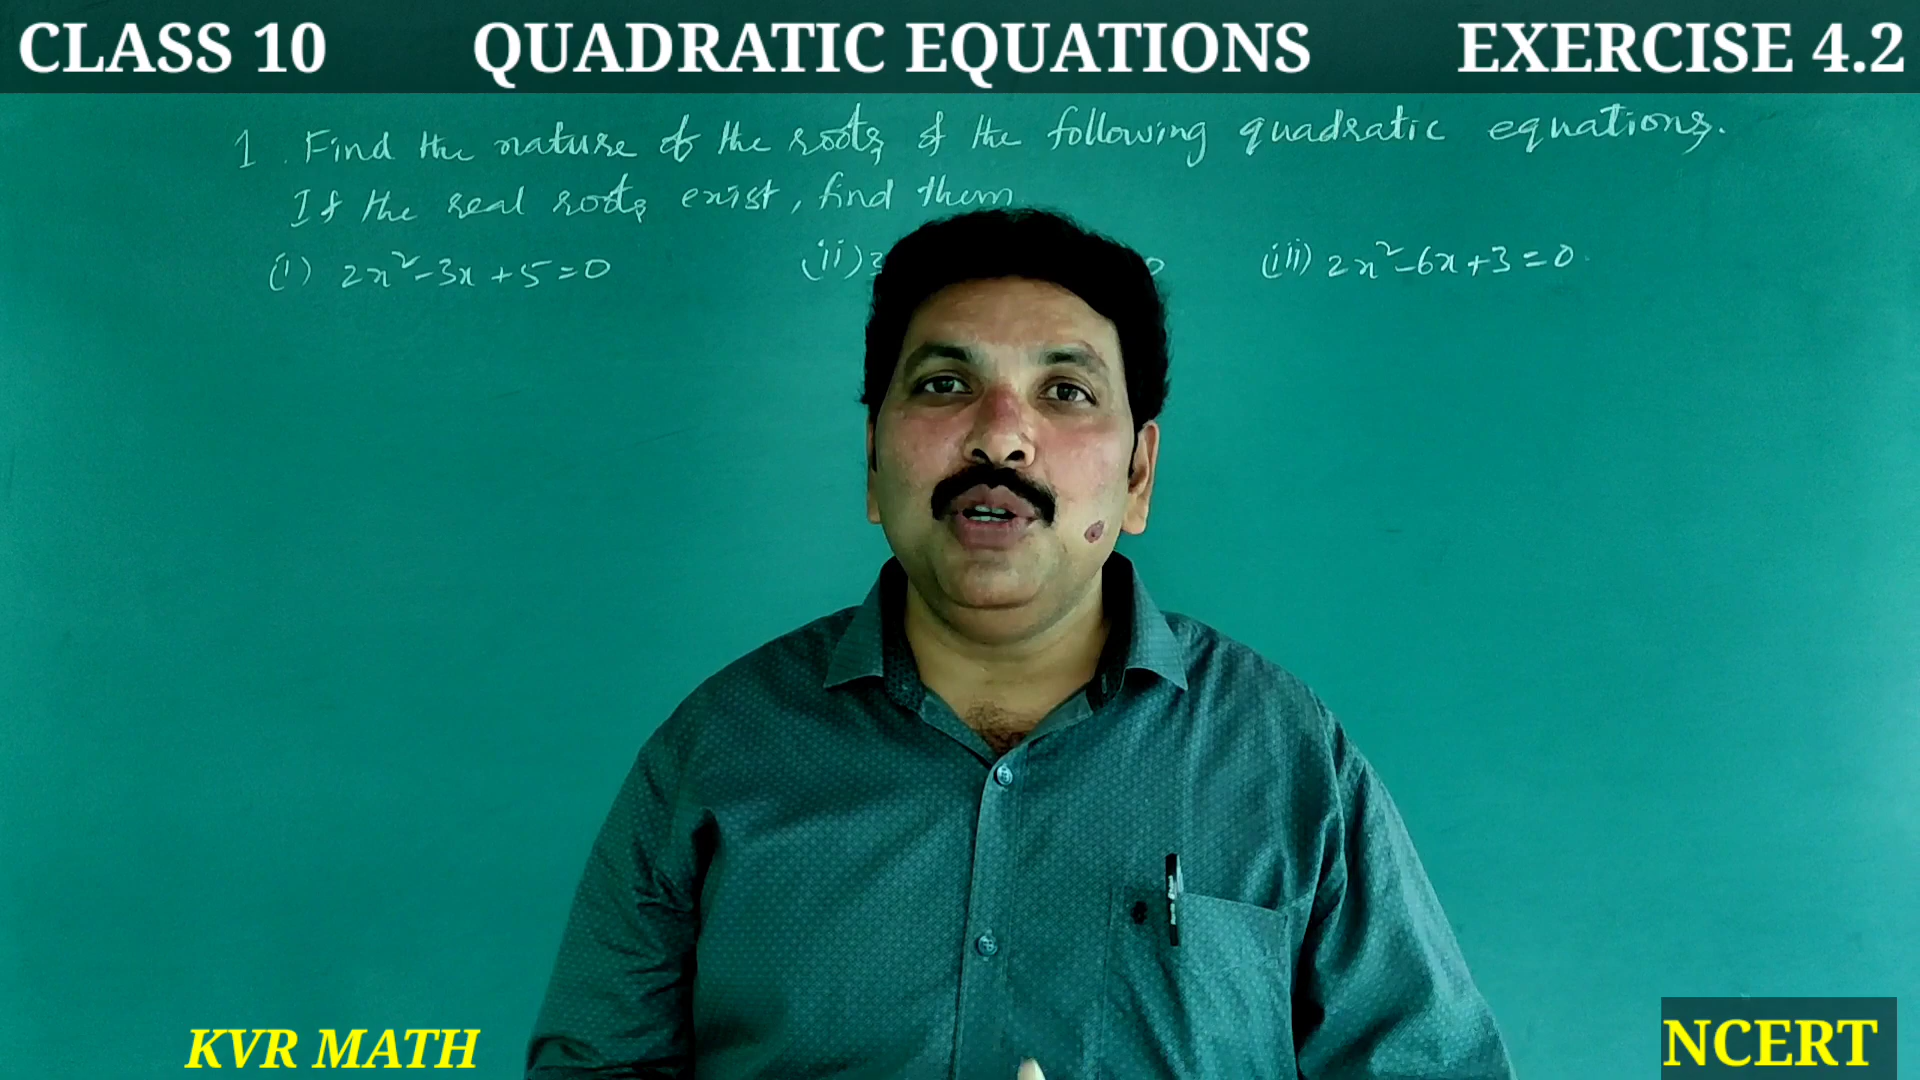 CLASS 10 QUADRATIC EQUATIONS EXERCISE 4.2
1. Find the nature of the roots of the following quadratic equations.
If the real roots exist, find them
(i) 2x²-3x+5=0 (ii) (iii) 2x²-6x+3=0.
KVR MATH
NCERT